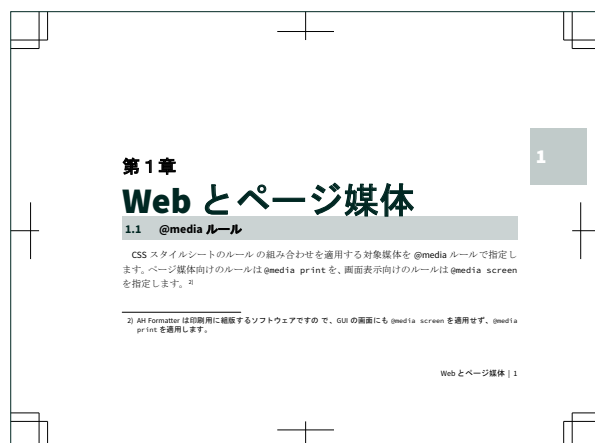 1
第1章
Web とページ媒体
1.1 @media ルール
CSS スタイルシートのルール の組み合わせを適用する対象媒体を @media ルールで指定し
ます。ページ媒体向けのルールは @media print を、画面表示向けのルールは @media screen
を指定します。2)
2) AH Formatter は印刷用に組版するソフトウェアですの で、GUI の画面にも @media screen を適用せず、@media
print を適用します。
Web とページ媒体 | 1